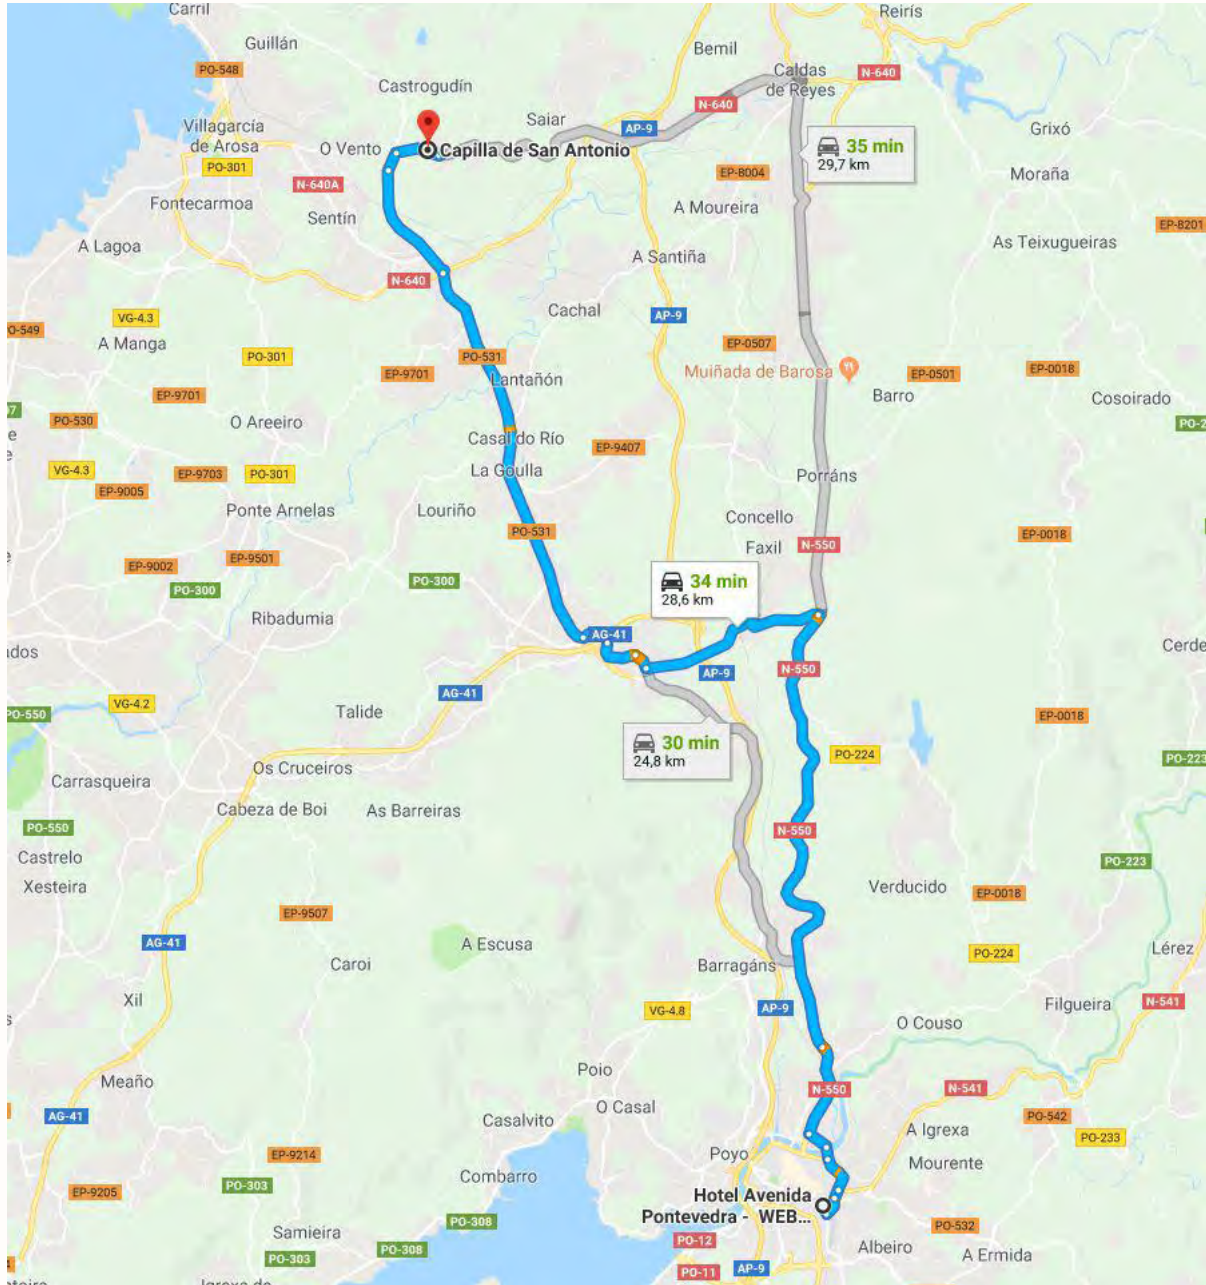 Carril
Reirís
Guillán
Bemil
PO-548
Caldas
de Reyes
N-640
Castrogudín
N-640
Saiar
AP-9
Grixó
Villagarcía
de Arosa
O Vento
Capilla de San Antonio
35 min
29,7 km
PO-301
N-640A
EP-8004
Moraña
Fontecarmoa
Sentín
A Moureira
EP-8201
A Lagoa
As Teixugueiras
A Santiña
N-640
Cachal
VG-4.3
AP-9
O-549
A Manga
EP-0507
PO-301
PO-531
EP-9701
Muiñada de Barosa
EP-0501
EP-0018
Lantañón
EP-9701
Barro
Cosoirado
PO-530
O Areeiro
PO-2
Casal do Río
EP-9407
VG-4.3
EP-9703
PO-301
La Goulla
Porráns
EP-9005
Ponte Arnelas
Louriño
Concello
PO-531
EP-0018
Faxil
N-550
EP-9501
EP-9002
PO-300
PO-300
34 min
28,6 km
Ribadumia
AG-41
Cerde
ados
N-550
AP-9
AG-41
VG-4.2
PO-550
Talide
EP-0018
30 min
24,8 km
PO-224
PO-223
Os Cruceiros
Carrasqueira
Cabeza de Boi
As Barreiras
PO-550
N-550
Castrelo
PO-223
Xesteira
Verducido
EP-0018
EP-9507
AG-41
A Escusa
Lérez
PO-224
Caroi
Barragáns
Xil
N-541
Filgueira
AP-9
VG-4.8
O Couso
Poio
Meaño
N-550
N-541
O Casal
AG-41
Casalvito
PO-542
A Igrexa
PO-233
EP-9214
Poyo
Mourente
Combarro
EP-9205
PO-303
Hotel Avenida
Pontevedra - WEB...
PO-308
PO-532
Samieira
PO-12
Albeiro
PO-308
A Ermida
PO-303
AP-9
PO-11